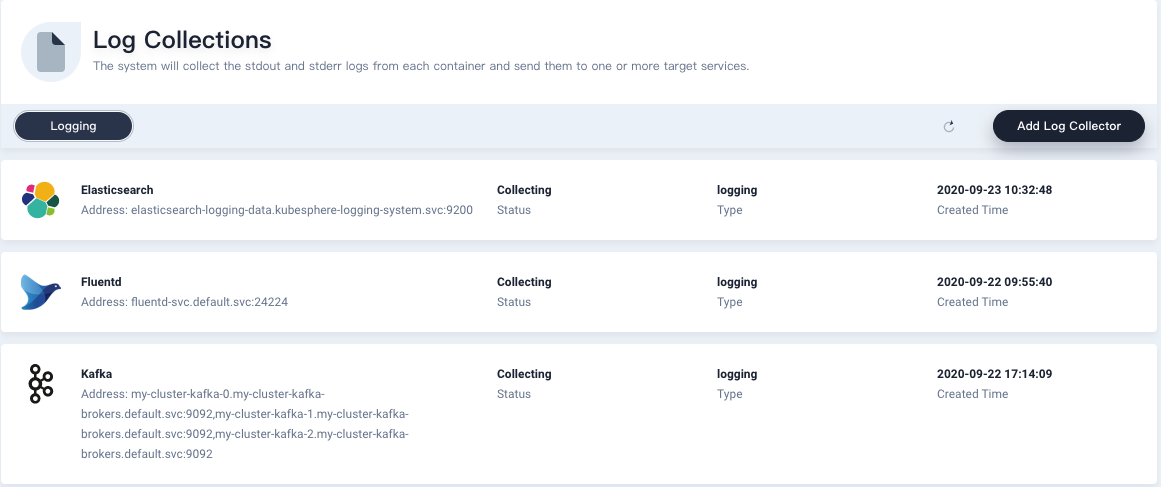 Log Collections
The system will collect the stdout and stderr logs from each container and send them to one or more target services.
Logging
Add Log Collector
Elasticsearch
Address: elasticsearch-logging-data.kubesphere-logging-system.svc:9200
Collecting
Status
logging
Type
2020-09-23 10:32:48
Created Time
Fluentd
Address: fluentd-svc.default.svc:24224
Collecting
Status
logging
Type
2020-09-22 09:55:40
Created Time
Kafka
Address: my-cluster-kafka-0.my-cluster-kafka-
brokers.default.svc:9092,my-cluster-kafka-1.my-cluster-kafka-
brokers.default.svc:9092,my-cluster-kafka-2.my-cluster-kafka-
brokers.default.svc:9092
Collecting
Status
logging
Type
2020-09-22 17:14:09
Created Time